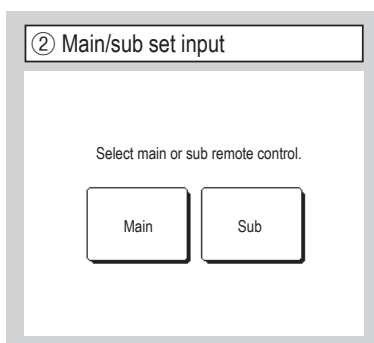 ② Main/sub set input
Select main or sub remote control.
Main
Sub